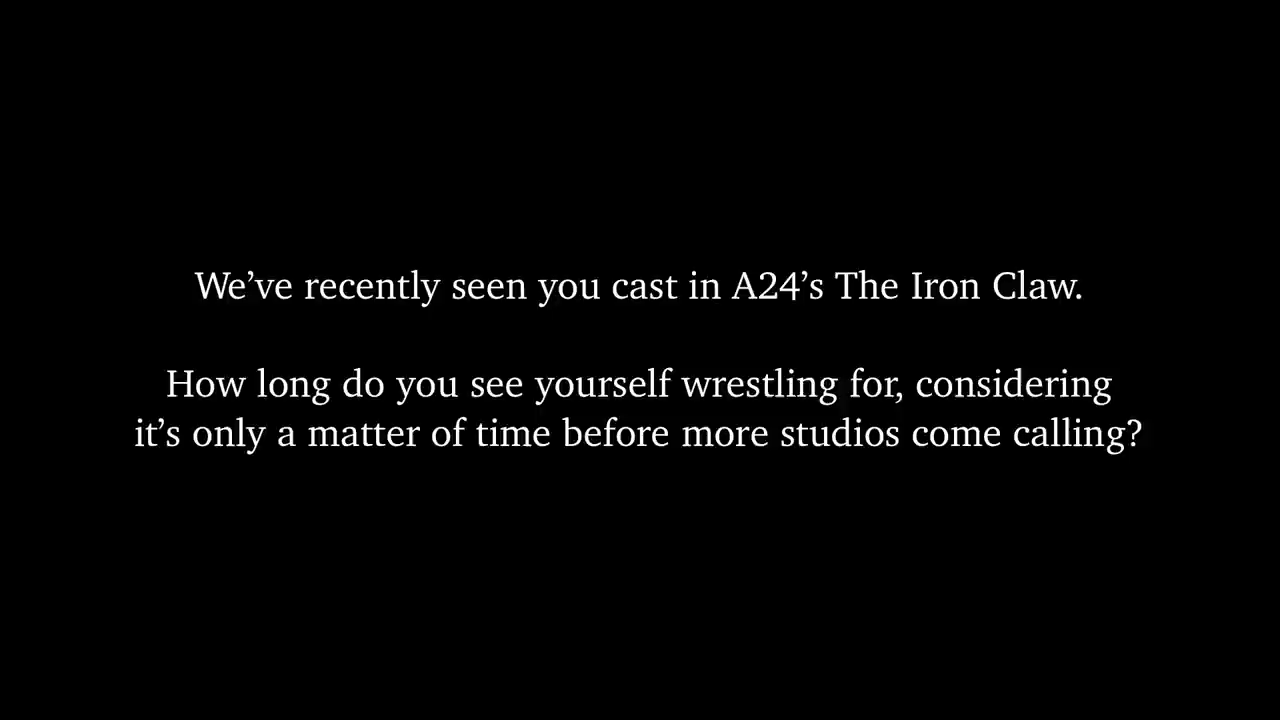 We’ve recently seen you cast in A24’s The Iron Claw.
How long do you see yourself wrestling for, considering
it’s only a matter of time before more studios come calling?